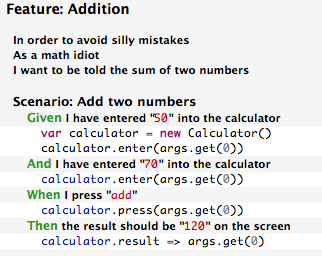 Feature: Addition
In order to avoid silly mistakes
As a math idiot
I want to be told the sum of two numbers
Scenario: Add two numbers
Given I have entered "50" into the calculator
var calculator = new Calculator()
calculator.enter(args.get(0))
And I have entered "70" into the calculator
calculator.enter(args.get(0))
When I press "add"
calculator.press(args.get(0))
Then the result should be "120" on the screen
calculator.result => args.get(0)